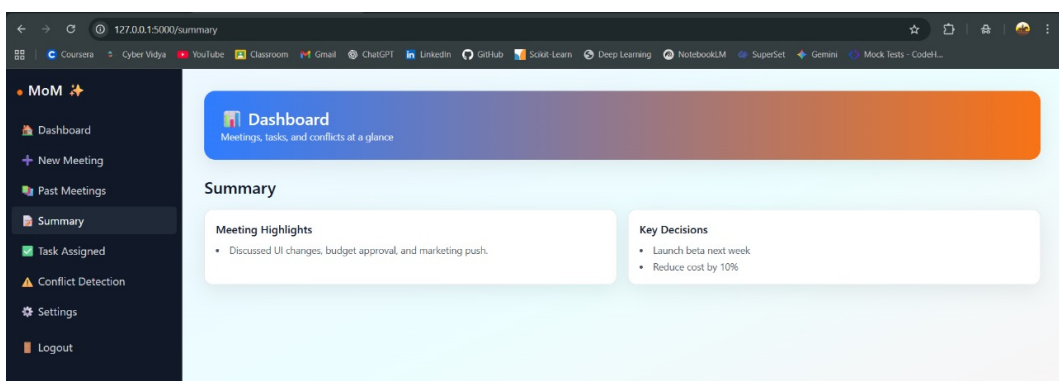 127.0.0.1:5000/summary
Coursera Cyber Vidya YouTube Classroom Gmail ChatGPT LinkedIn GitHub Scikit-Learn Deep Learning NotebookLM SuperSet Gemini Mock Tests - CodeH...
MoM
Dashboard
New Meeting
Past Meetings
Summary
Task Assigned
Conflict Detection
Settings
Logout
Dashboard
Meetings, tasks, and conflicts at a glance
Summary
Meeting Highlights
• Discussed UI changes, budget approval, and marketing push.
Key Decisions
• Launch beta next week
• Reduce cost by 10%